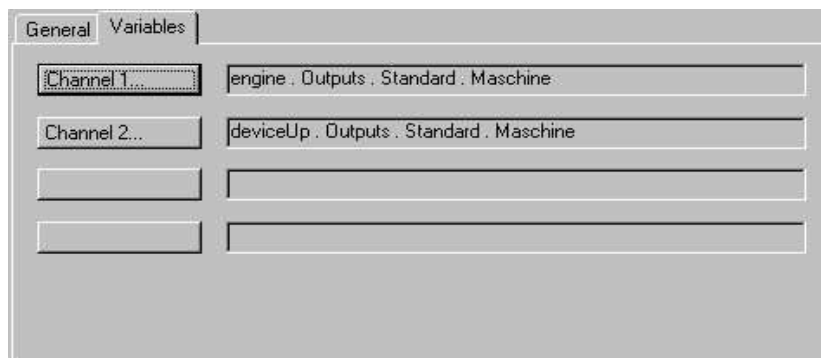 General Variables
Channel 1... engine . Outputs . Standard . Maschine
Channel 2... deviceUp . Outputs . Standard . Maschine